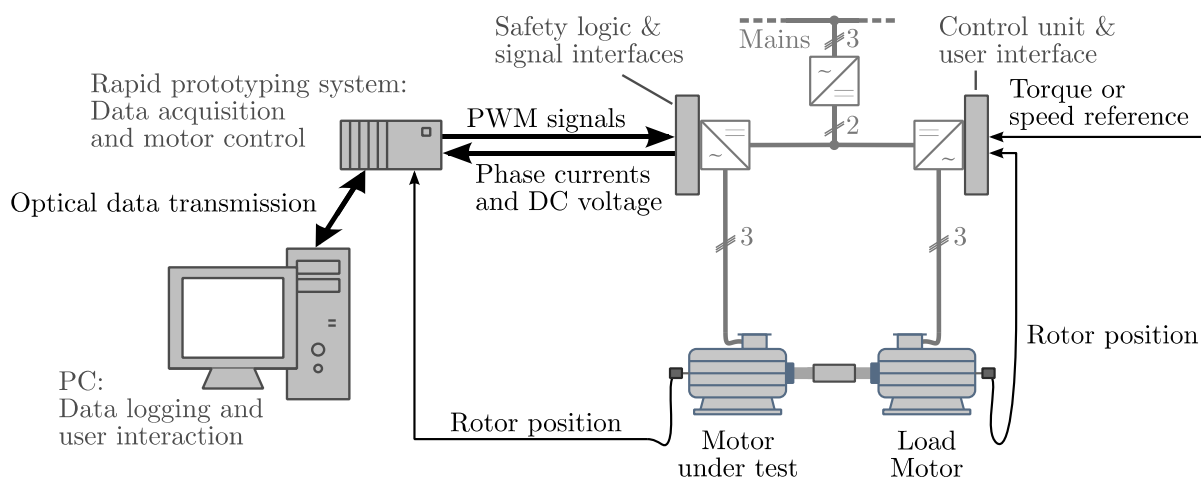 Safety logic &
signal interfaces
Mains
3
Control unit &
user interface
Rapid prototyping system:
Data acquisition
and motor control
PWM signals
Phase currents
and DC voltage
~
2
~
~
Torque or
speed reference
Optical data transmission
3
3
Rotor position
PC:
Data logging and
user interaction
Rotor position
Motor
under test
Load
Motor